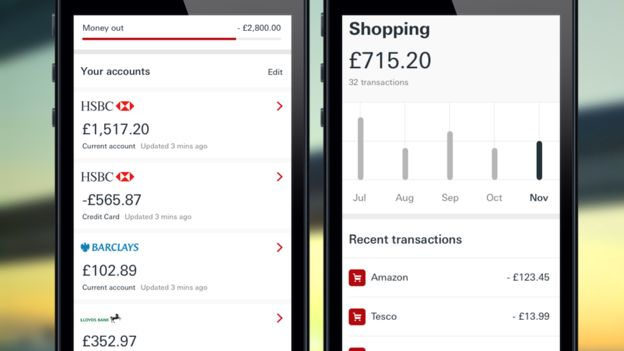 Money out - £2,800.00
Your accounts Edit
HSBC
£1,517.20
Current account Updated 3 mins ago
HSBC
-£565.87
Credit Card Updated 3 mins ago
BARCLAYS
£102.89
Current account Updated 3 mins ago
LLOYDS BANK
£352.97
Shopping
£715.20
32 transactions
Jul Aug Sep Oct Nov
Recent transactions
Amazon - £123.45
Tesco - £13.99